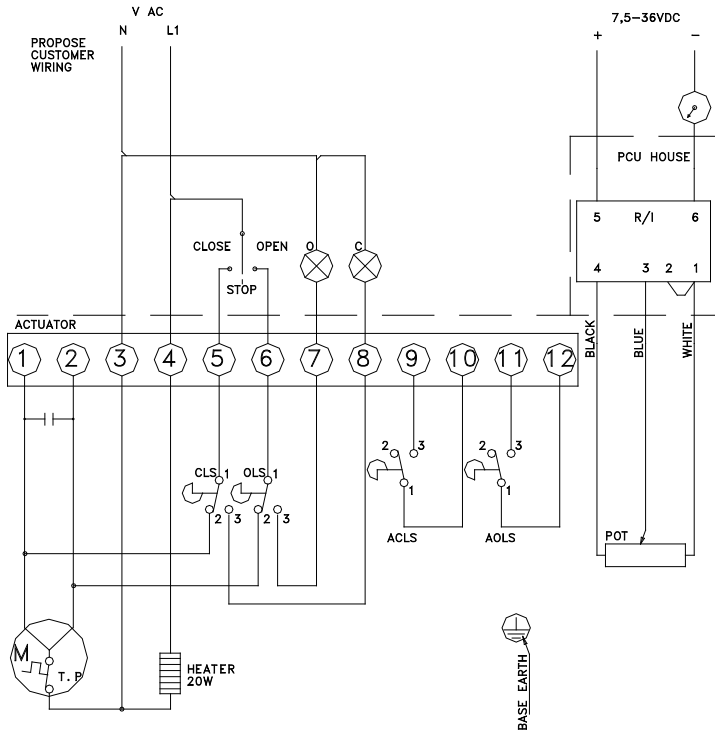 V AC
N L1
PROPOSE
CUSTOMER
WIRING
7,5-36VDC
+ -
PCU HOUSE
5 R/I 6
4 3 2 1
CLOSE OPEN
STOP
O C
ACTUATOR
BLACK
BLUE
WHITE
1 2 3 4 5 6 7 8 9 10 11 12
CLS 1
2 3
OLS 1
2 3
2 3
1
ACLS
2 3
1
AOLS
POT
M
T.P
HEATER
20W
BASE EARTH